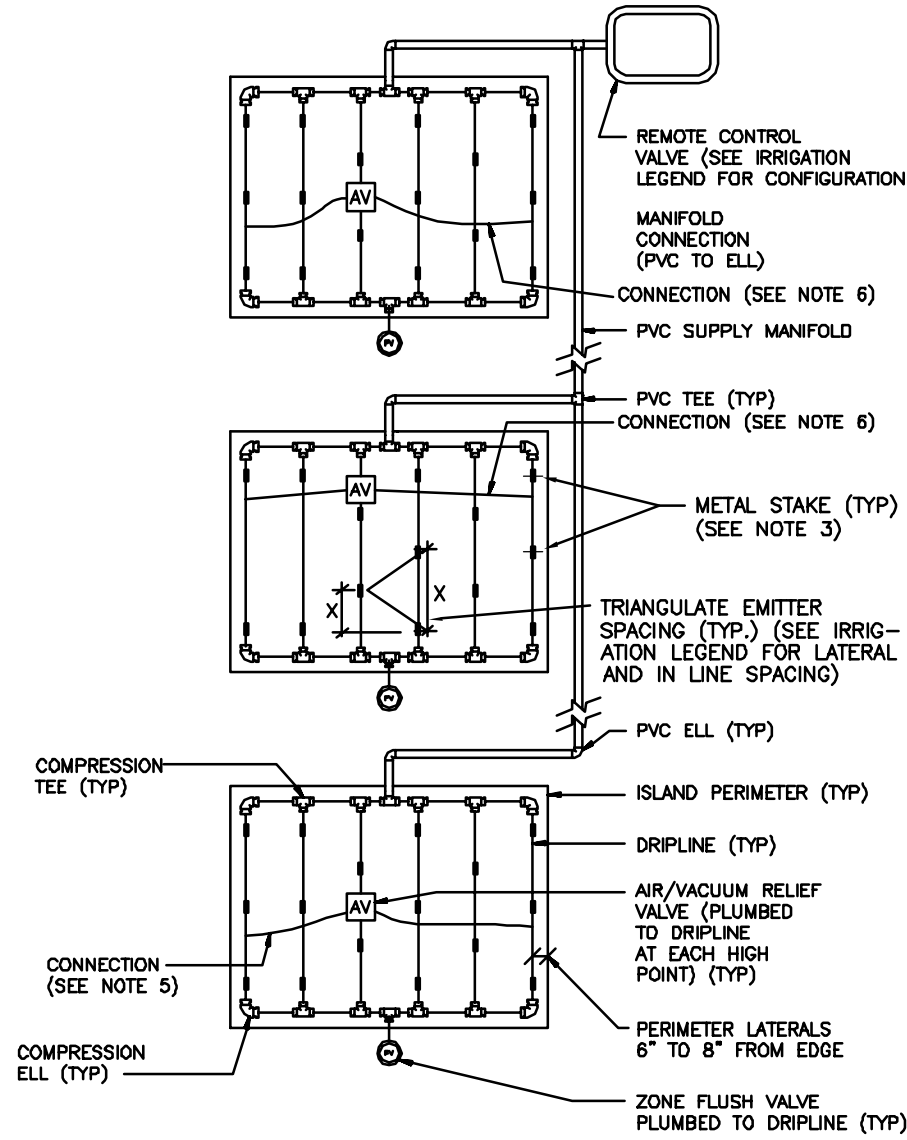 REMOTE CONTROL
VALVE (SEE IRRIGATION
LEGEND FOR CONFIGURATION
AV
MANIFOLD
CONNECTION
(PVC TO ELL)
CONNECTION (SEE NOTE 6)
PVC SUPPLY MANIFOLD
PVC TEE (TYP)
CONNECTION (SEE NOTE 6)
AV
METAL STAKE (TYP)
(SEE NOTE 3)
X
X
TRIANGULATE EMITTER
SPACING (TYP.) (SEE IRRIG-
ATION LEGEND FOR LATERAL
AND IN LINE SPACING)
PVC ELL (TYP)
COMPRESSION
TEE (TYP)
ISLAND PERIMETER (TYP)
DRIPLINE (TYP)
AV
AIR/VACUUM RELIEF
VALVE (PLUMBED
TO DRIPLINE
AT EACH HIGH
POINT) (TYP)
CONNECTION
(SEE NOTE 5)
PERIMETER LATERALS
6" TO 8" FROM EDGE
COMPRESSION
ELL (TYP)
ZONE FLUSH VALVE
PLUMBED TO DRIPLINE (TYP)